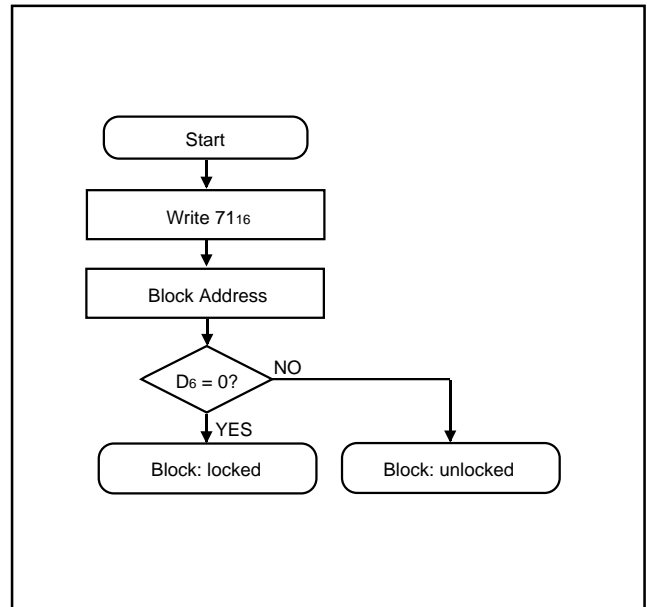 Start
Write 7116
Block Address
D6 = 0?
NO
YES
Block: locked
Block: unlocked